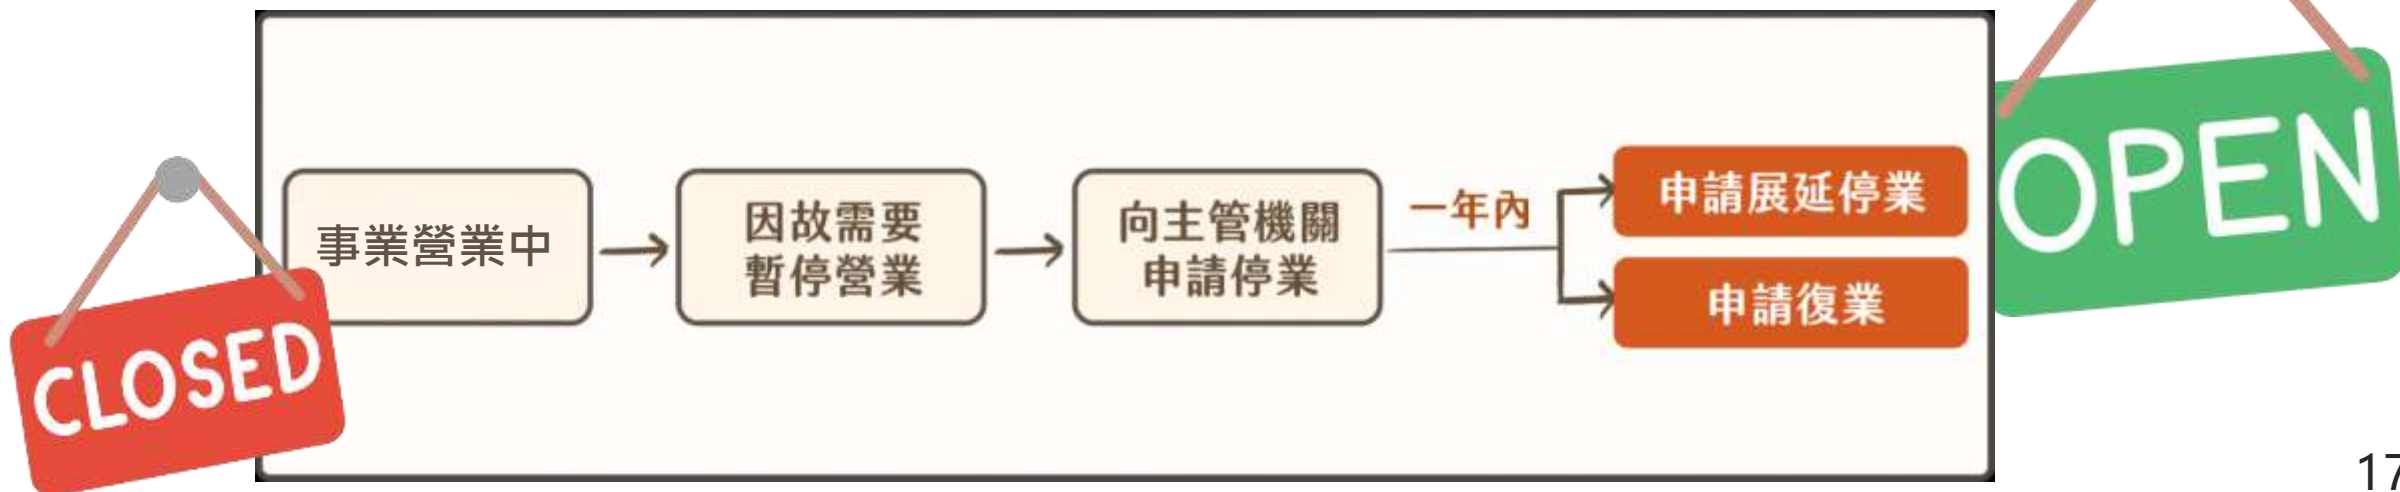 事業營業中
因故需要
暫停營業
向主管機關
申請停業
一年內
申請展延停業
申請復業
CLOSED
OPEN
17